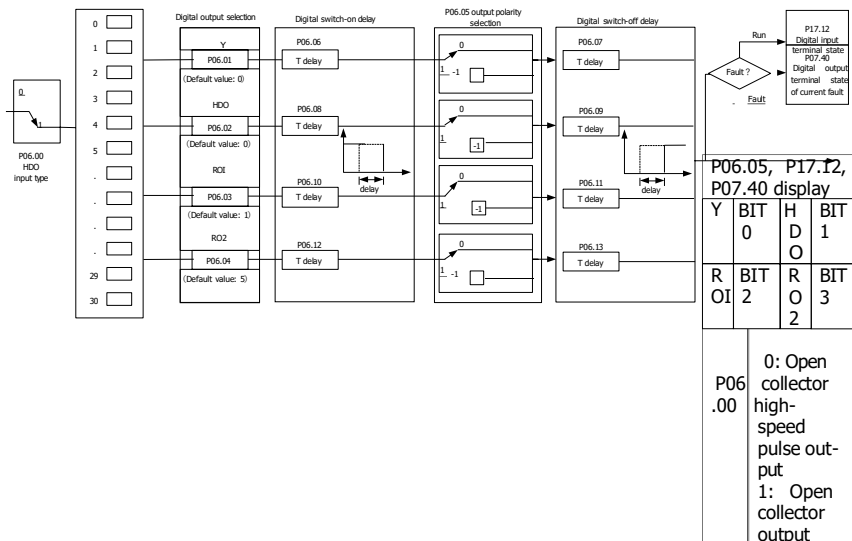 Digital output selection
Digital switch-on delay
P06.05 output polarity
selection
Digital switch-off delay
0
1
2
3
4
5
.
.
.
29
30
0
1
P06.00
HDO
input type
Y
P06.01
(Default value: 0)
HDO
P06.02
(Default value: 0)
ROI
P06.03
(Default value: 1)
RO2
P06.04
(Default value: 5)
P06.06
T delay
P06.08
T delay
delay
P06.10
T delay
P06.12
T delay
0
1 -1
0
1 -1
0
1 -1
0
1 -1
P06.07
T delay
P06.09
T delay
delay
P06.11
T delay
P06.13
T delay
Fault ?
Run
. Fault
P17.12
Digital input
terminal state
P07.40
Digital output
terminal state
of current fault
P06.05, P17.12,
P07.40 display
Y BIT 0 HDO BIT 1
ROI BIT 2 RO2 BIT 3
P06.00
0: Open
collector
high-
speed
pulse out-
put
1: Open
collector
output